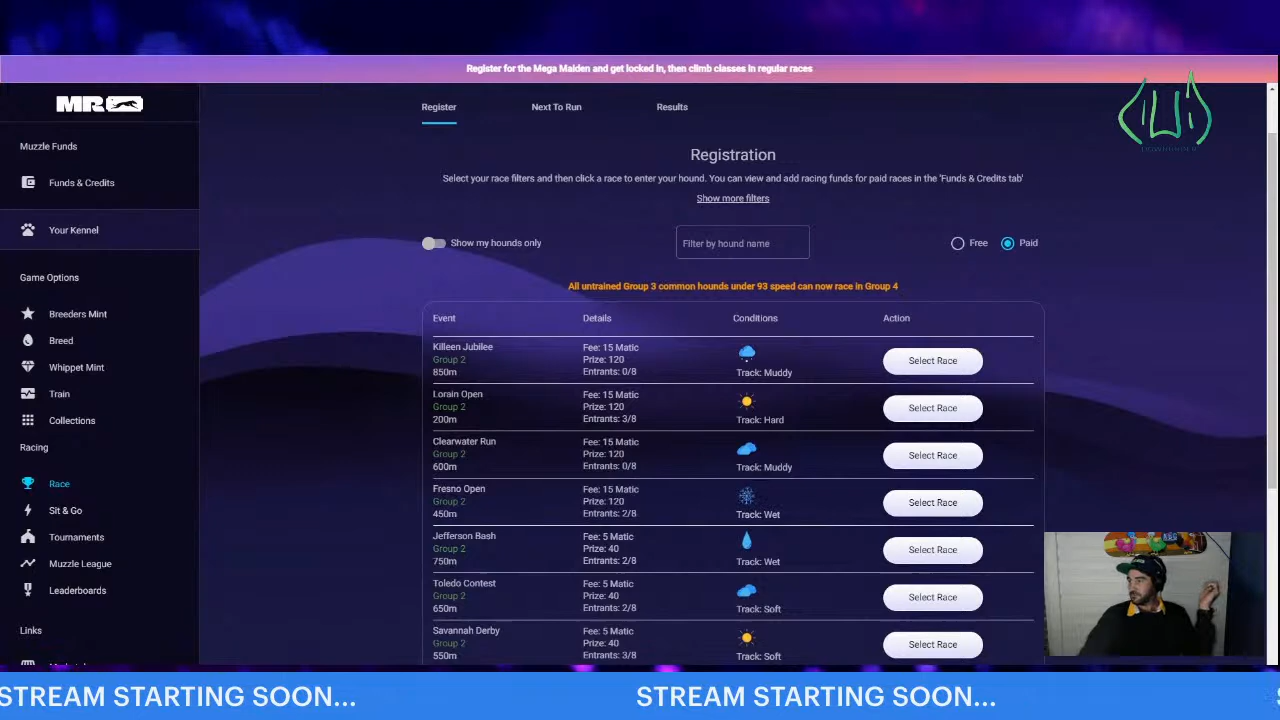 Register for the Mega Maiden and get locked in, then climb classes in regular races
MR
Muzzle Funds
Funds & Credits
Your Kennel
Game Options
Breeders Mint
Breed
Whippet Mint
Train
Collections
Racing
Race
Sit & Go
Tournaments
Muzzle League
Leaderboards
Links
Register Next To Run Results
Registration
Select your race filters and then click a race to enter your hound. You can view and add racing funds for paid races in the 'Funds & Credits tab'
Show more filters
Show my hounds only Filter by hound name Free Paid
All untrained Group 3 common hounds under 93 speed can now race in Group 4
Event Details Conditions Action
Killeen Jubilee Fee: 15 Matic
Group 2 Prize: 120 Select Race
850m Entrants: 0/8 Track: Muddy
Lorain Open Fee: 15 Matic
Group 2 Prize: 120 Select Race
200m Entrants: 3/8 Track: Hard
Clearwater Run Fee: 15 Matic
Group 2 Prize: 120 Select Race
600m Entrants: 0/8 Track: Muddy
Fresno Open Fee: 15 Matic
Group 2 Prize: 120 Select Race
450m Entrants: 2/8 Track: Wet
Jefferson Bash Fee: 5 Matic
Group 2 Prize: 40 Select Race
750m Entrants: 2/8 Track: Wet
Toledo Contest Fee: 5 Matic
Group 2 Prize: 40 Select Race
650m Entrants: 2/8 Track: Soft
Savannah Derby Fee: 5 Matic
Group 2 Prize: 40 Select Race
550m Entrants: 3/8 Track: Soft
STREAM STARTING SOON... STREAM STARTING SOON...